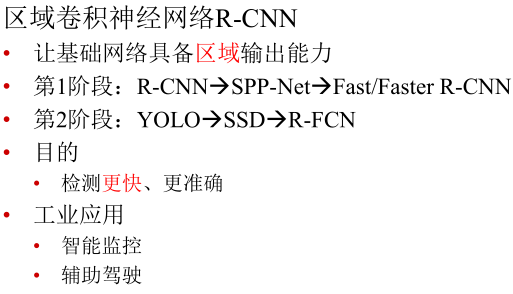 区域卷积神经网络R-CNN
• 让基础网络具备区域输出能力
• 第1阶段：R-CNN→SPP-Net→Fast/Faster R-CNN
• 第2阶段：YOLO→SSD→R-FCN
• 目的
• 检测更快、更准确
• 工业应用
• 智能监控
• 辅助驾驶